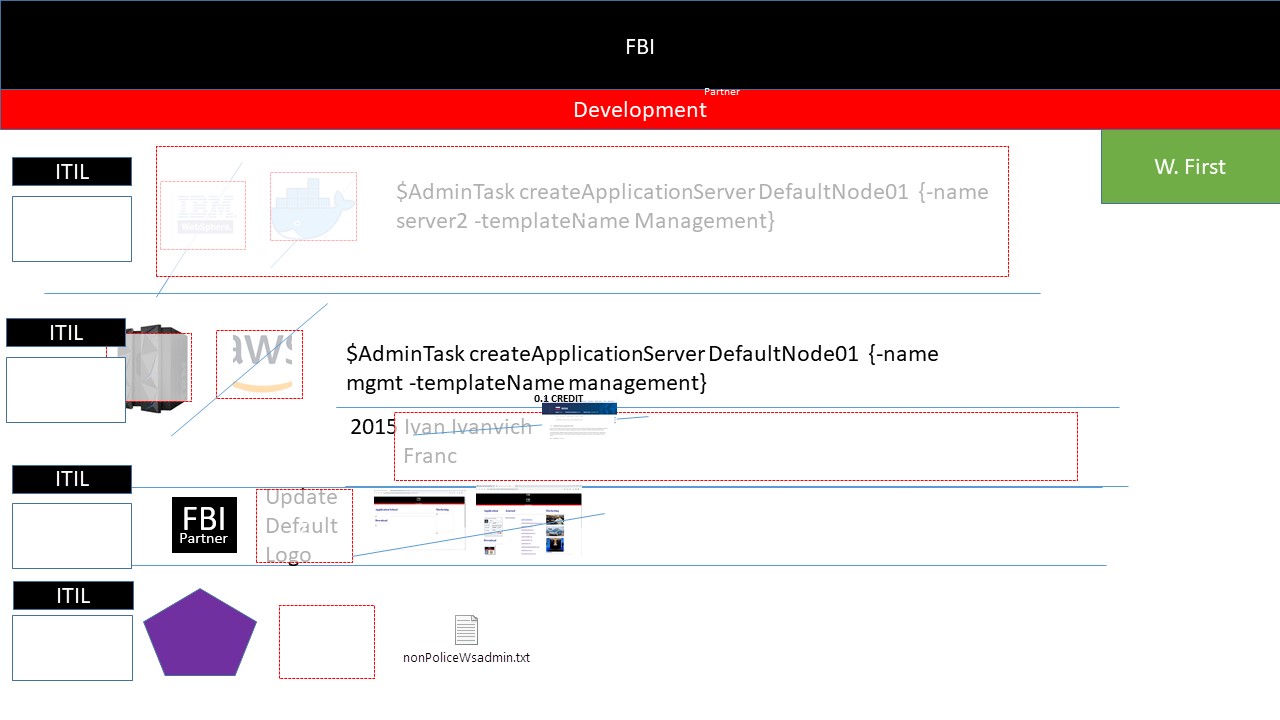 FBI
Partner
Development
W. First
ITIL
IBM
WebSphere
$AdminTask createApplicationServer DefaultNode01 {-name
server2 -templateName Management}
ITIL
aws
$AdminTask createApplicationServer DefaultNode01 {-name
mgmt -templateName management}
0.1 CREDIT
2015 Ivan Ivanvich
Franc
ITIL
FBI
Partner
Update
Default
Logo
ITIL
nonPoliceWsadmin.txt